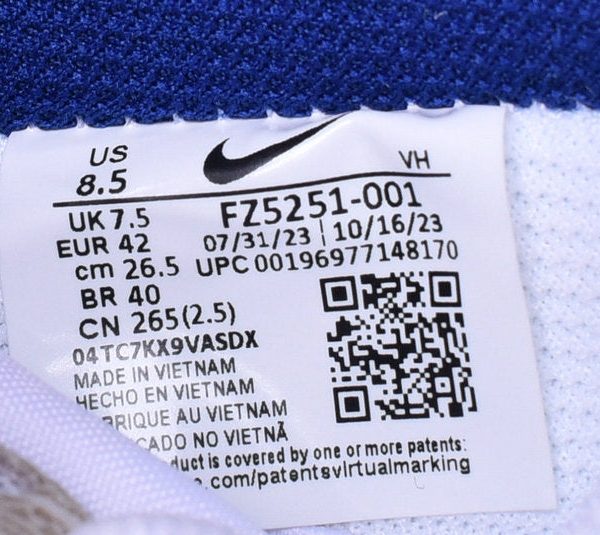 US
8.5
VH
UK 7.5
FZ5251-001
EUR 42
07/31/23 | 10/16/23
cm 26.5
UPC 00196977148170
BR 40
CN 265(2.5)
04TC7KX9VASDX
MADE IN VIETNAM
HECHO EN VIETNAM
BRIQUE AU VIETNAM
CADO NO VIETNÃ
duct is covered by one or more patents:
.com/patentsvirtualmarking